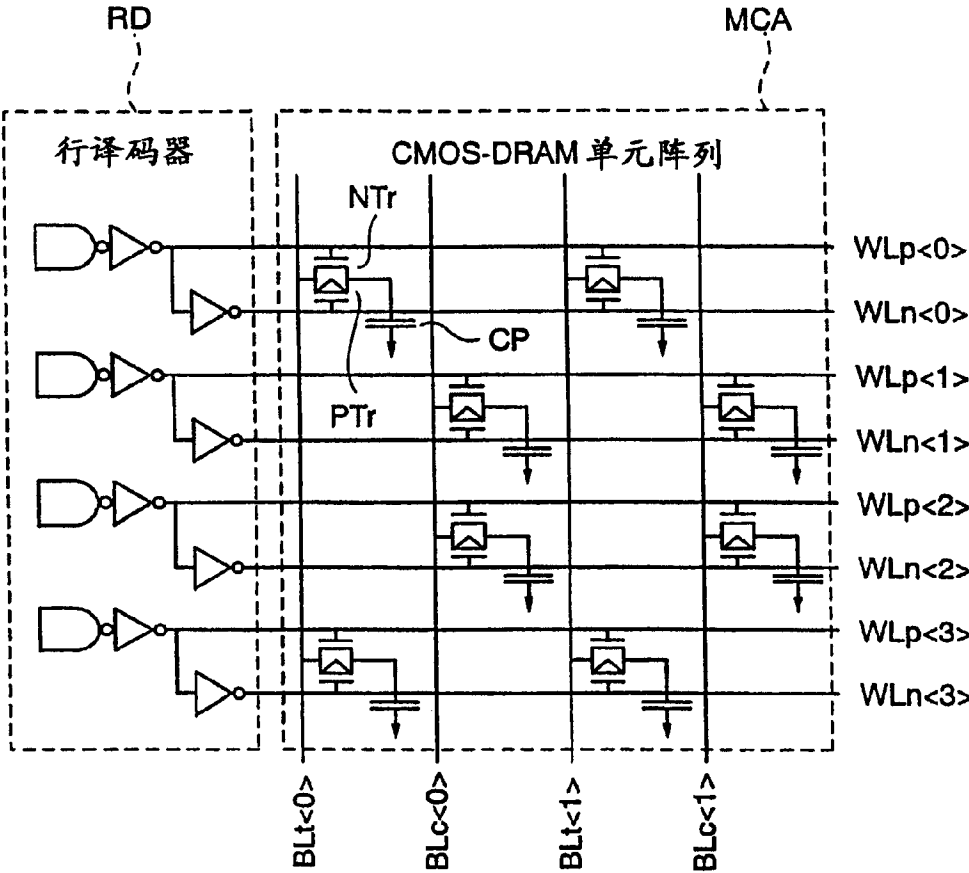 RD
MCA
行译码器
CMOS-DRAM 单元阵列
NTr
WLp<0>
WLn<0>
CP
PTr
WLp<1>
WLn<1>
WLp<2>
WLn<2>
WLp<3>
WLn<3>
BLt<0>
BLc<0>
BLt<1>
BLc<1>